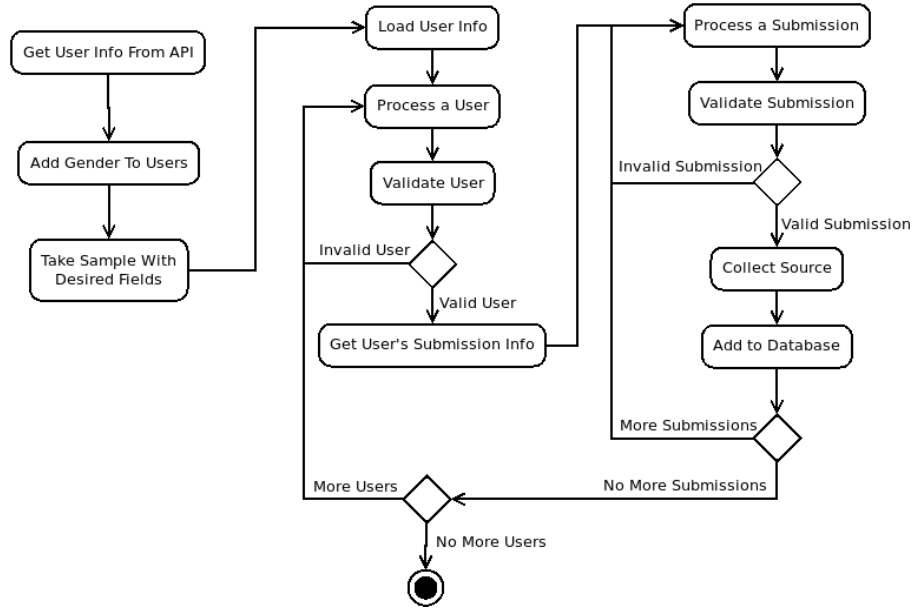 Get User Info From API
Add Gender To Users
Take Sample With
Desired Fields
Load User Info
Process a User
Validate User
Invalid User
Valid User
Get User's Submission Info
More Users
No More Users
Process a Submission
Validate Submission
Invalid Submission
Valid Submission
Collect Source
Add to Database
More Submissions
No More Submissions